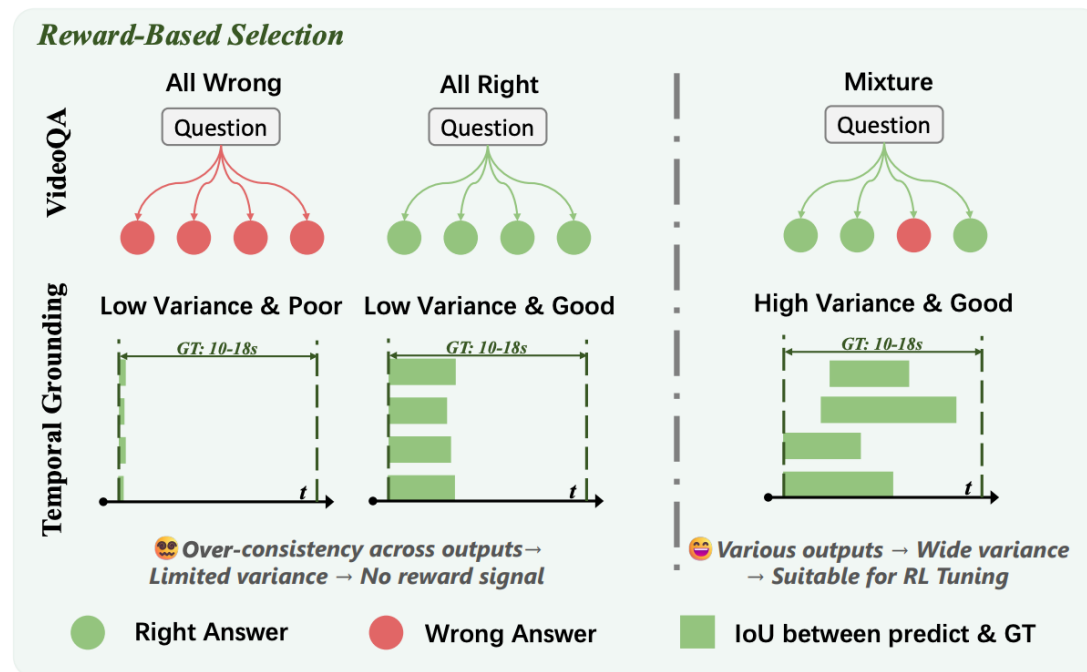 Reward-Based Selection
VideoQA
All Wrong
All Right
Mixture
Question
Question
Question
Temporal Grounding
Low Variance & Poor
Low Variance & Good
High Variance & Good
GT: 10-18s
GT: 10-18s
GT: 10-18s
t
t
t
Over-consistency across outputs→
Limited variance → No reward signal
Various outputs → Wide variance
→ Suitable for RL Tuning
Right Answer
Wrong Answer
IoU between predict & GT